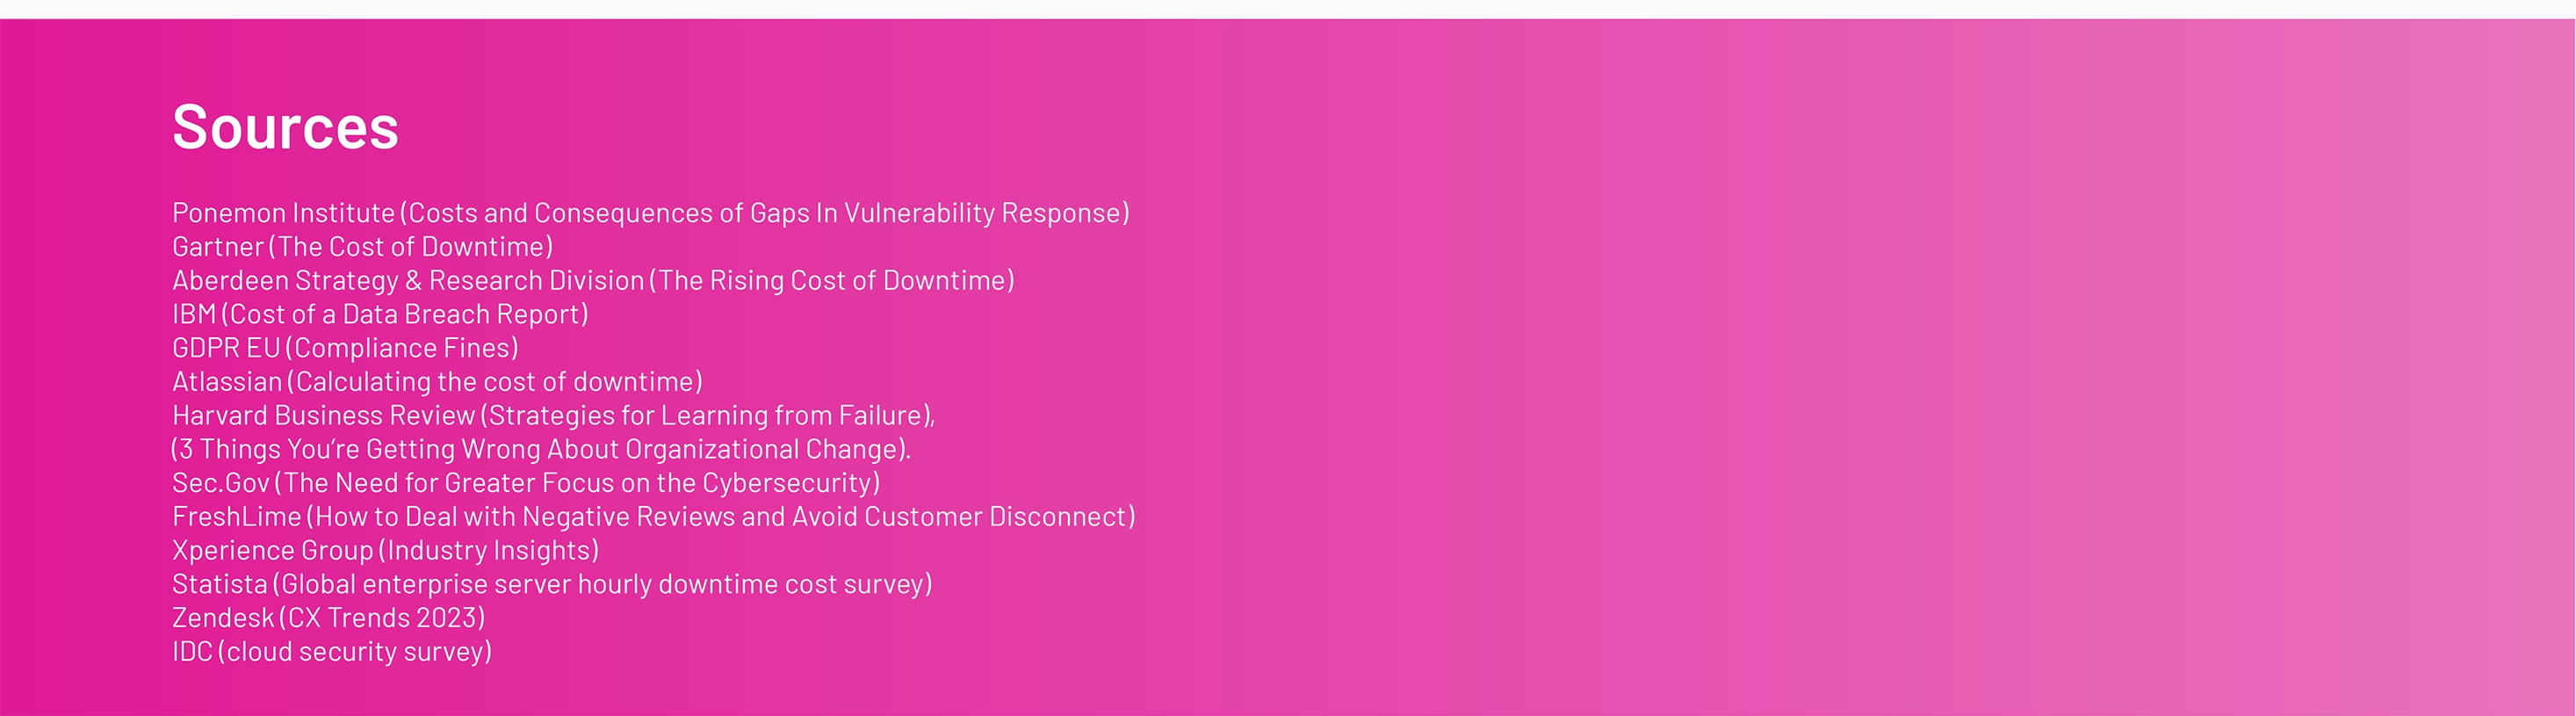 Sources
Ponemon Institute (Costs and Consequences of Gaps In Vulnerability Response)
Gartner (The Cost of Downtime)
Aberdeen Strategy & Research Division (The Rising Cost of Downtime)
IBM (Cost of a Data Breach Report)
GDPR EU (Compliance Fines)
Atlassian (Calculating the cost of downtime)
Harvard Business Review (Strategies for Learning from Failure),
(3 Things You’re Getting Wrong About Organizational Change).
Sec.Gov (The Need for Greater Focus on the Cybersecurity)
FreshLime (How to Deal with Negative Reviews and Avoid Customer Disconnect)
Xperience Group (Industry Insights)
Statista (Global enterprise server hourly downtime cost survey)
Zendesk (CX Trends 2023)
IDC (cloud security survey)